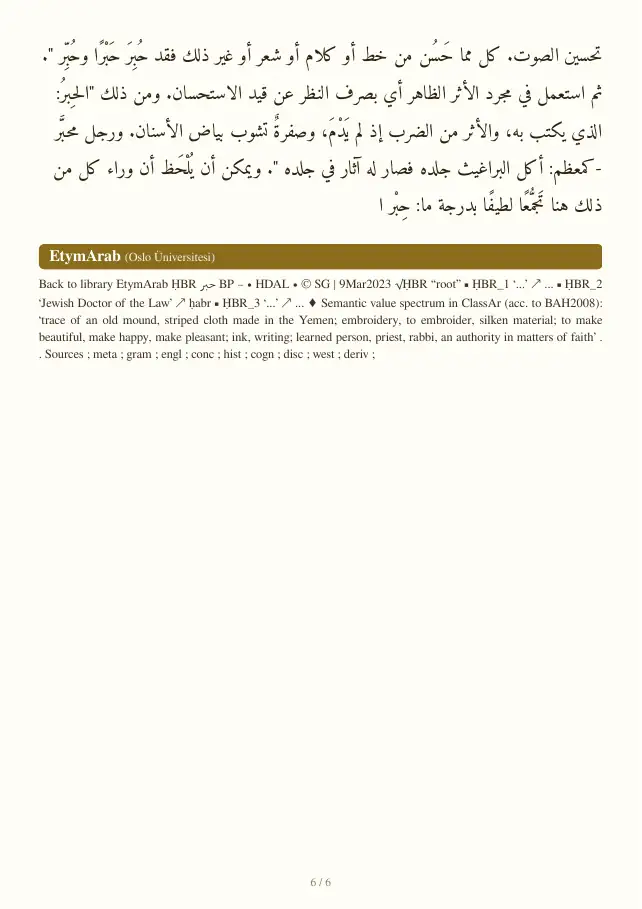 تحسين الصوت. كل مما حَسُن من خط أو كلام أو شعر أو غير ذلك فقد حُبِرَ حَبْرًا وحُبِّر ".
ثم استعمل في مجرد الأثر الظاهر أي بصرف النظر عن قيد الاستحسان. ومن ذلك "الحِبرُ:
الذي يكتب به، والأثر من الضرب إذ لم يَدْمَ، وصفرةٌ تشوب بياض الأسنان. ورجل محبَّر
-كمعظم: أكل البراغيث جلده فصار له آثار في جلده ". ويمكن أن يُلْحَظ أن وراء كل من
ذلك هنا تَجَمُّعًا لطيفًا بدرجة ما: حِبْر ا
EtymArab (Oslo Üniversitesi)
Back to library EtymArab ḤBR حبر BP – • HDAL • © SG | 9Mar2023 √ḤBR “root” ▪ ḤBR_1 ‘...’ ↗ ... ▪ ḤBR_2
‘Jewish Doctor of the Law’ ↗ ḥabr ▪ ḤBR_3 ‘...’ ↗ ... ♦ Semantic value spectrum in ClassAr (acc. to BAH2008):
‘trace of an old mound, striped cloth made in the Yemen; embroidery, to embroider, silken material; to make
beautiful, make happy, make pleasant; ink, writing; learned person, priest, rabbi, an authority in matters of faith’ .
. Sources ; meta ; gram ; engl ; conc ; hist ; cogn ; disc ; west ; deriv ;
6 / 6